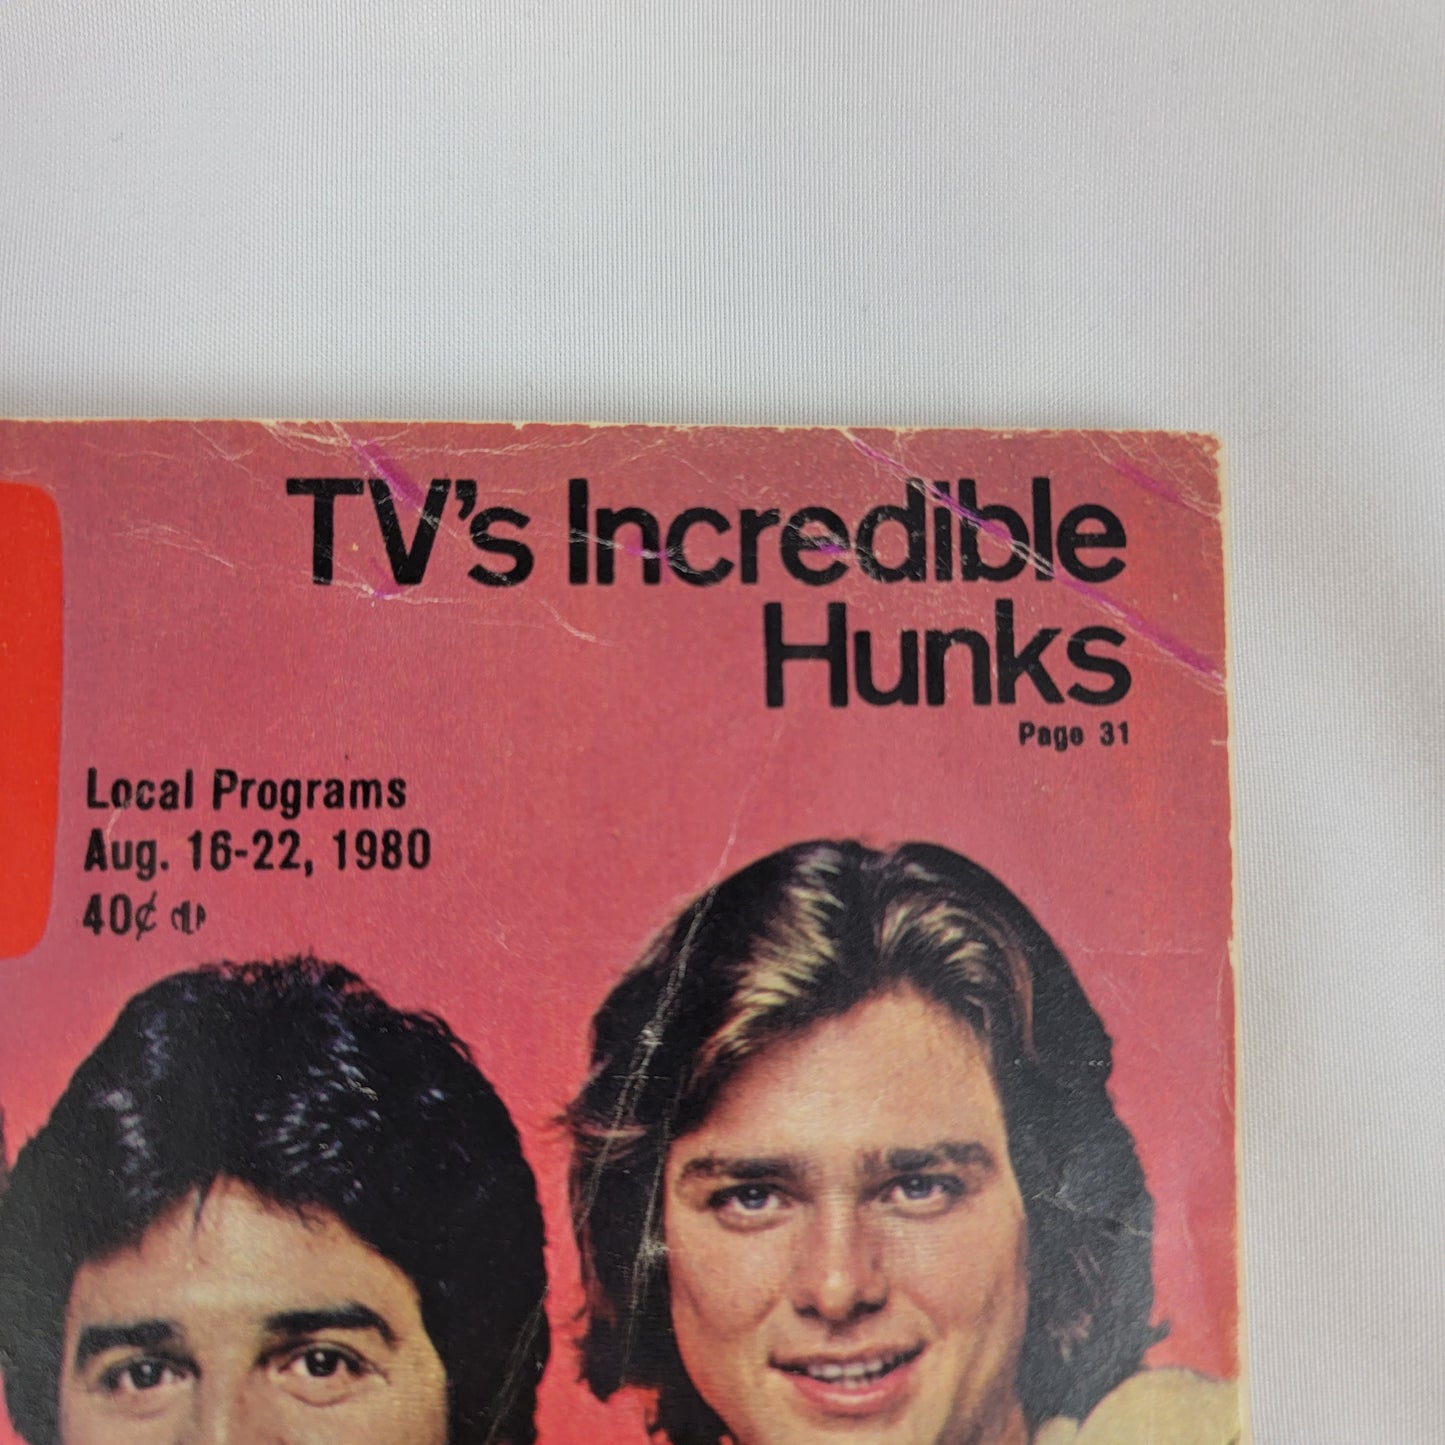 TV's Incredible
Hunks
Page 31
Local Programs
Aug. 16-22, 1980
40¢